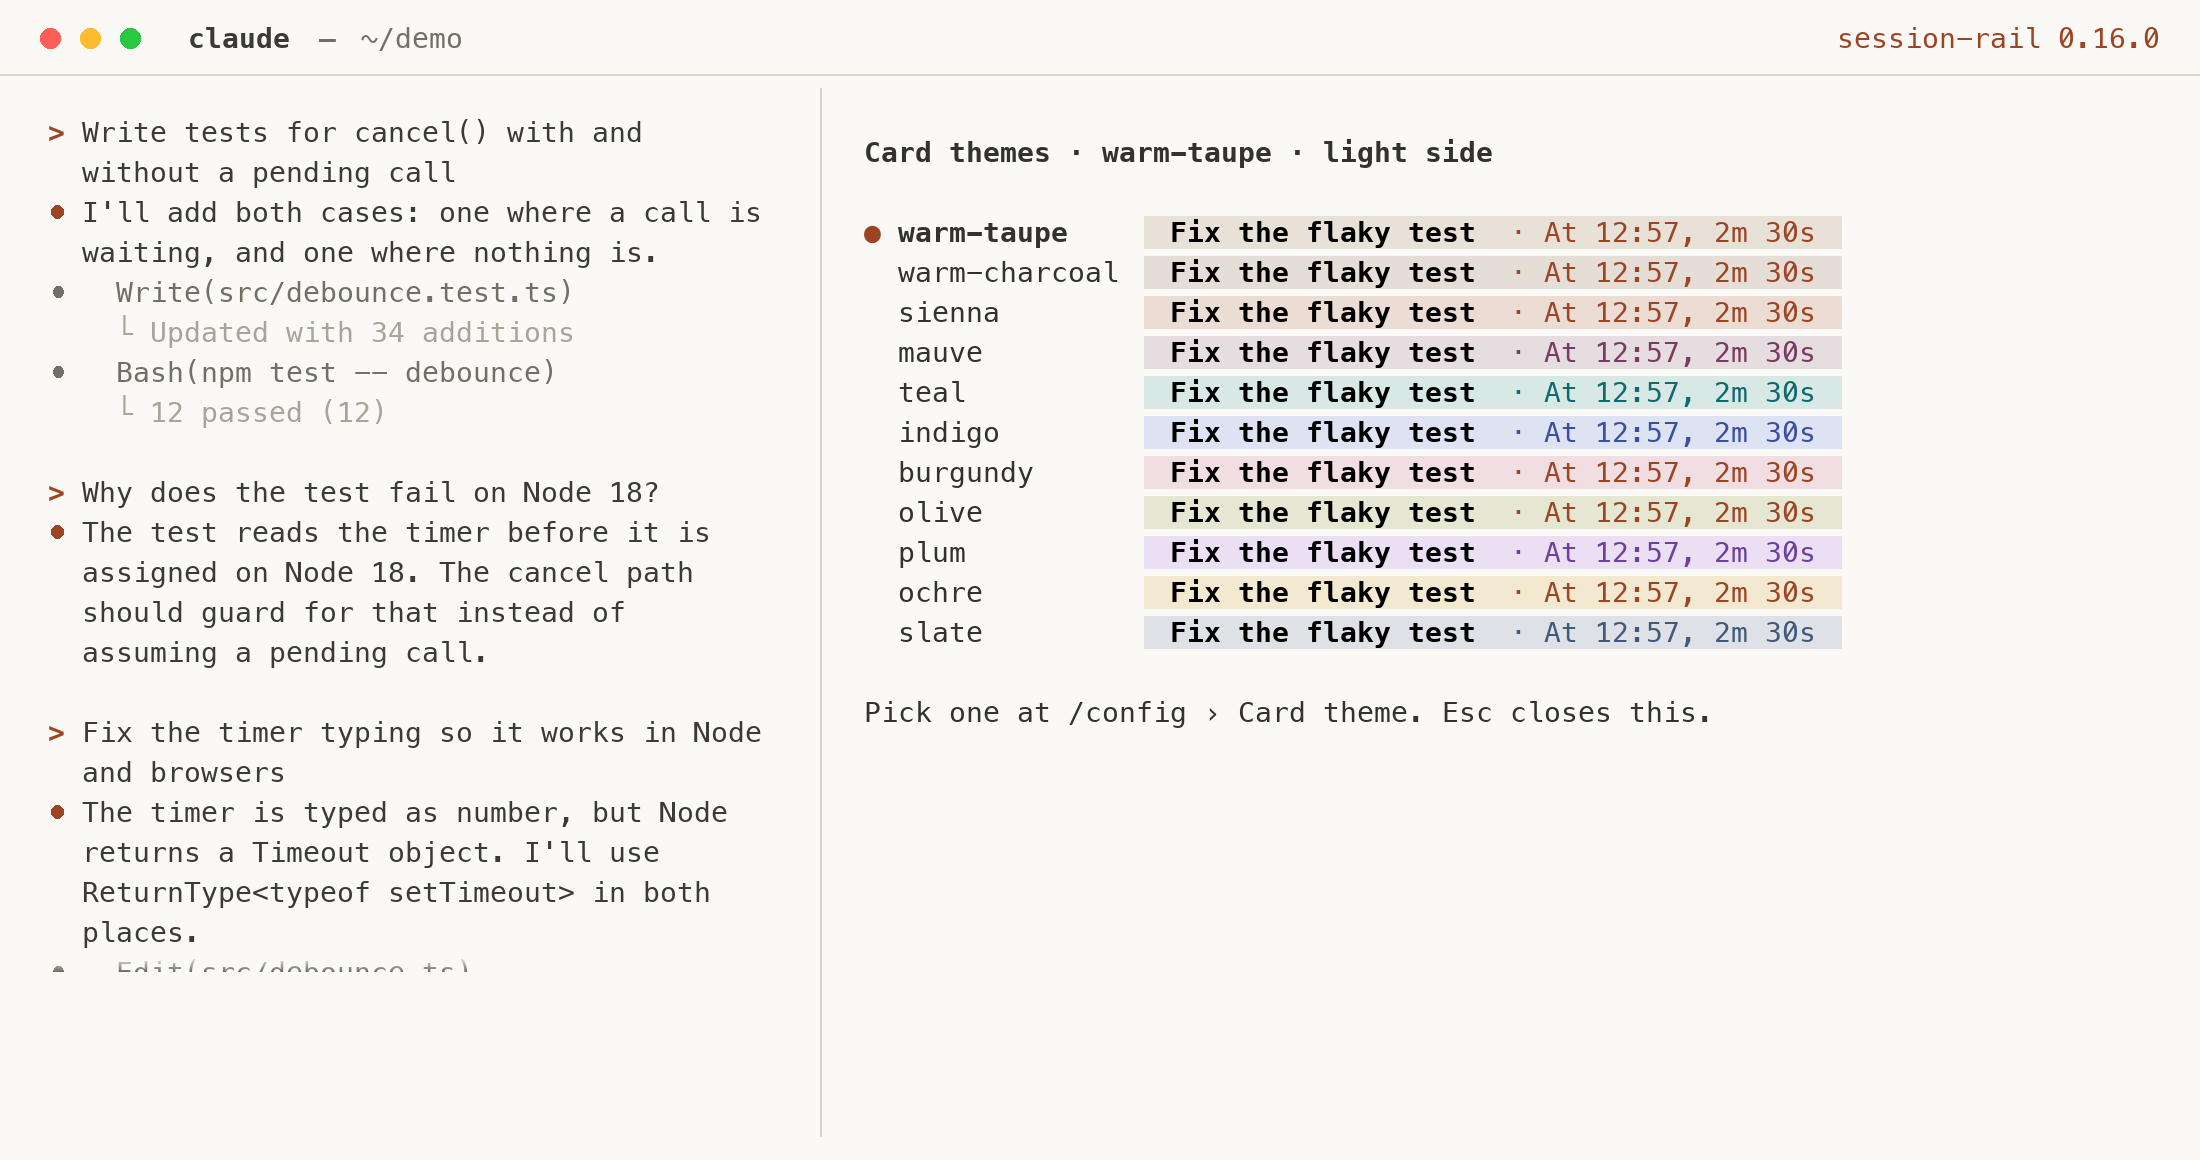 claude — ~/demo
session-rail 0.16.0
> Write tests for cancel() with and
without a pending call
● I'll add both cases: one where a call is
waiting, and one where nothing is.
● Write(src/debounce.test.ts)
└ Updated with 34 additions
● Bash(npm test -- debounce)
└ 12 passed (12)
> Why does the test fail on Node 18?
● The test reads the timer before it is
assigned on Node 18. The cancel path
should guard for that instead of
assuming a pending call.
> Fix the timer typing so it works in Node
and browsers
● The timer is typed as number, but Node
returns a Timeout object. I'll use
ReturnType<typeof setTimeout> in both
places.
● Edit(src/debounce.ts)
Card themes · warm-taupe · light side
● warm-taupe Fix the flaky test · At 12:57, 2m 30s
warm-charcoal Fix the flaky test · At 12:57, 2m 30s
sienna Fix the flaky test · At 12:57, 2m 30s
mauve Fix the flaky test · At 12:57, 2m 30s
teal Fix the flaky test · At 12:57, 2m 30s
indigo Fix the flaky test · At 12:57, 2m 30s
burgundy Fix the flaky test · At 12:57, 2m 30s
olive Fix the flaky test · At 12:57, 2m 30s
plum Fix the flaky test · At 12:57, 2m 30s
ochre Fix the flaky test · At 12:57, 2m 30s
slate Fix the flaky test · At 12:57, 2m 30s
Pick one at /config › Card theme. Esc closes this.